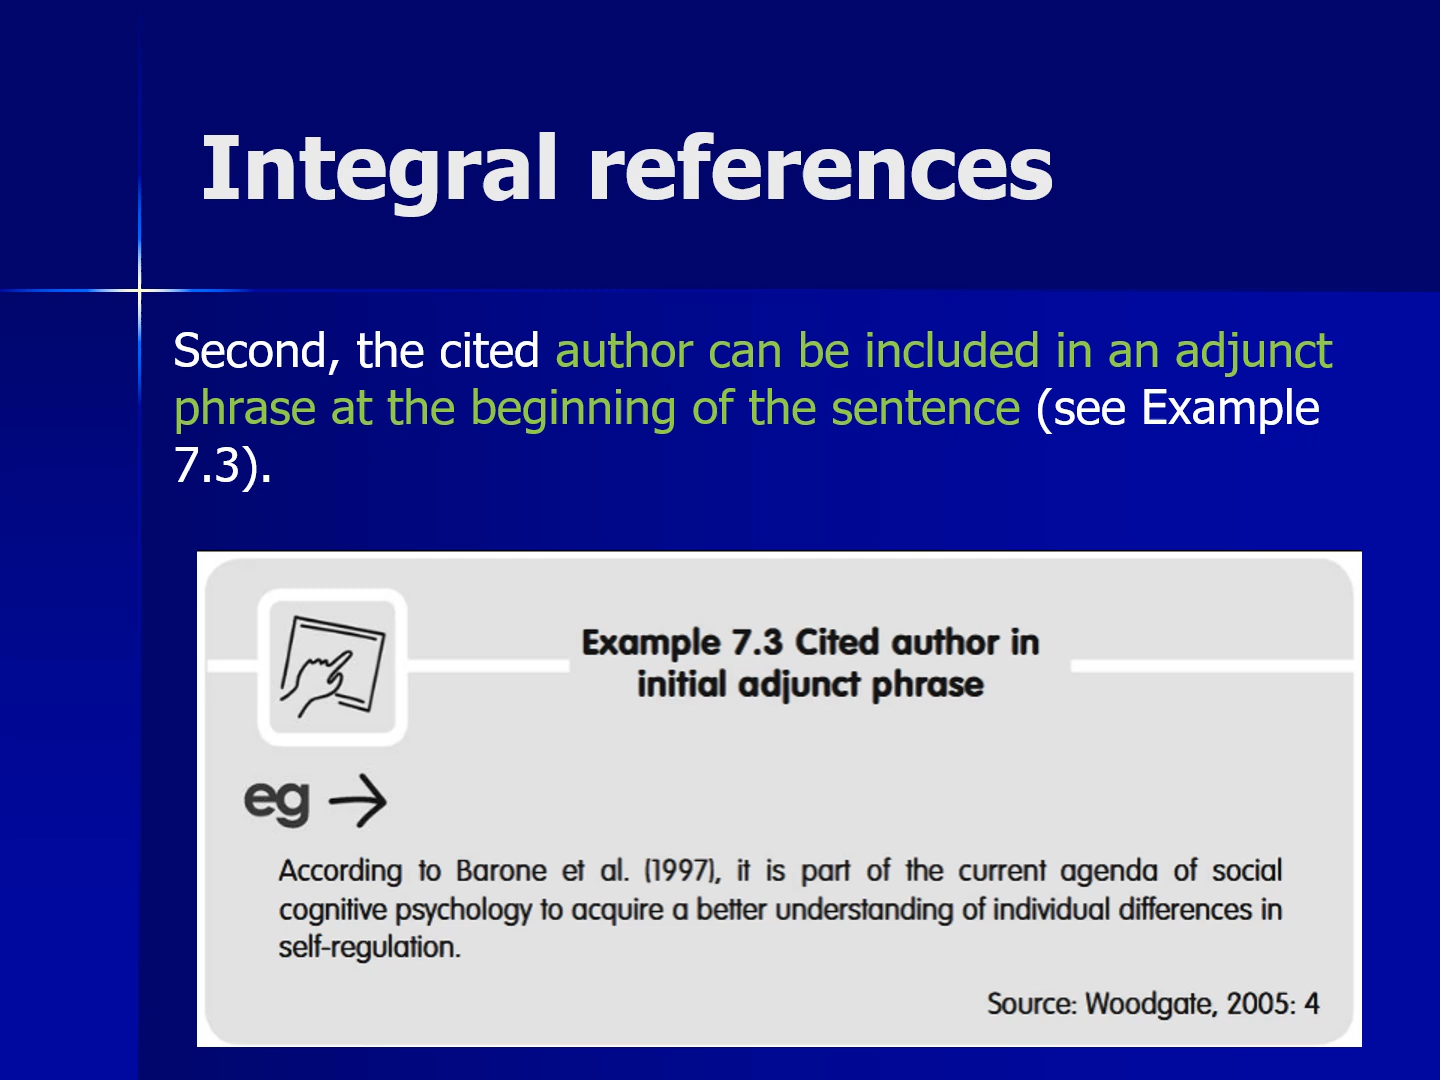 Integral references
Second, the cited author can be included in an adjunct
phrase at the beginning of the sentence (see Example
7.3).
Example 7.3 Cited author in
initial adjunct phrase
eg →
According to Barone et al. (1997), it is part of the current agenda of social
cognitive psychology to acquire a better understanding of individual differences in
self-regulation.
Source: Woodgate, 2005: 4